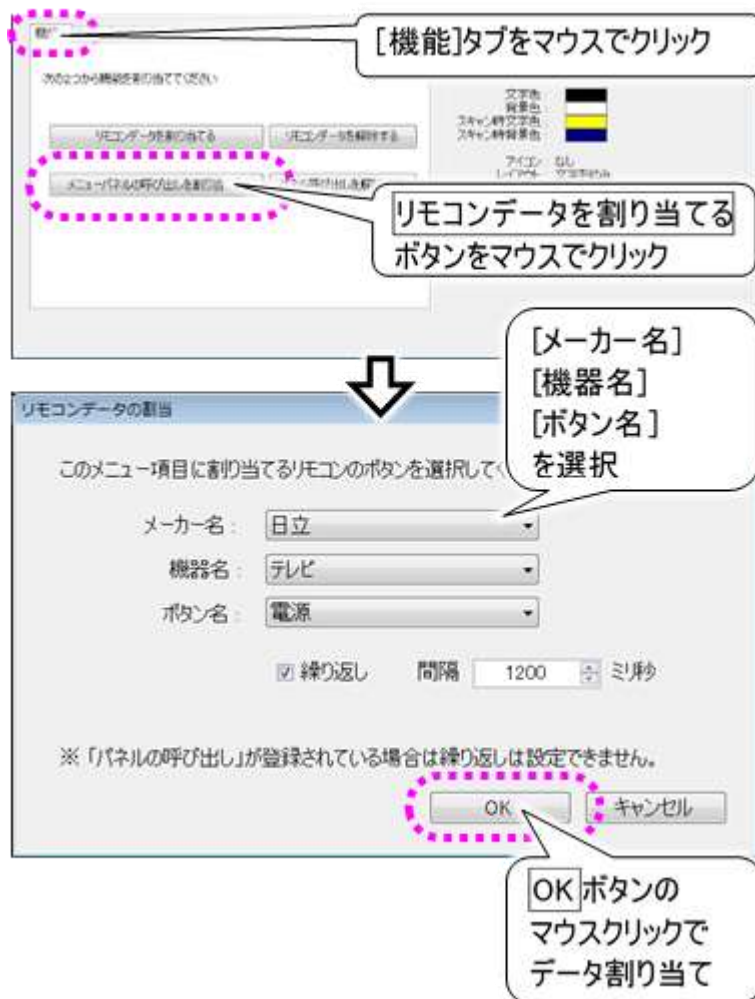 機能
[機能]タブをマウスでクリック
次の2つから機能を割り当ててください
文字色
背景色
スキャン時文字色
スキャン時背景色
リモコンデータを割り当てる
リモコンデータを解除する
アイコン なし
レイアウト 文字列のみ
メニューパネルの呼び出しを割り当
リモコンデータを割り当てる
ボタンをマウスでクリック
[メーカー名]
[機器名]
[ボタン名]
を選択
リモコンデータの割当
このメニュー項目に割り当てるリモコンのボタンを選択して
メーカー名: 日立
機器名: テレビ
ボタン名: 電源
繰り返し 間隔 1200 ミリ秒
※「パネルの呼び出し」が登録されている場合は繰り返しは設定できません。
OK キャンセル
OKボタンの
マウスクリックで
データ割り当て